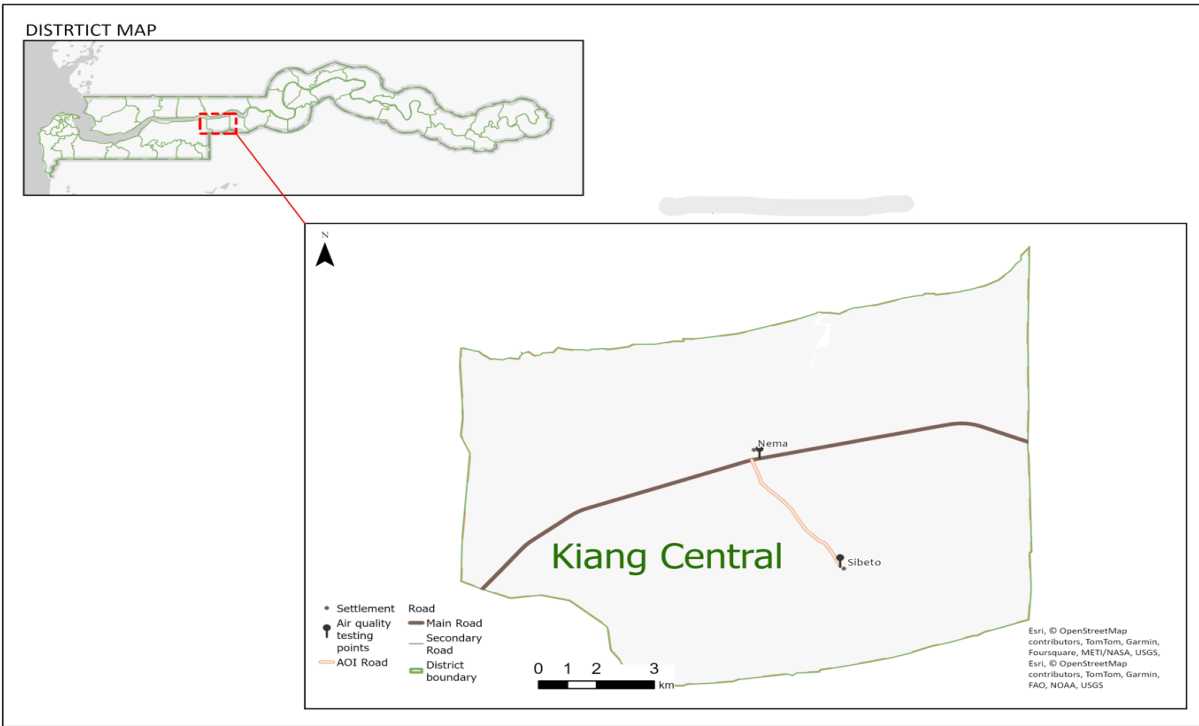 DISTRTICT MAP
N
Nema
Kiang Central
Sibeto
Settlement
Air quality
testing
points
AOI Road
Road
Main Road
Secondary
Road
District
boundary
0 1 2 3
km
Esri, © OpenStreetMap
contributors, TomTom, Garmin,
Foursquare, METI/NASA, USGS,
Esri, © OpenStreetMap
contributors, TomTom, Garmin,
FAO, NOAA, USGS